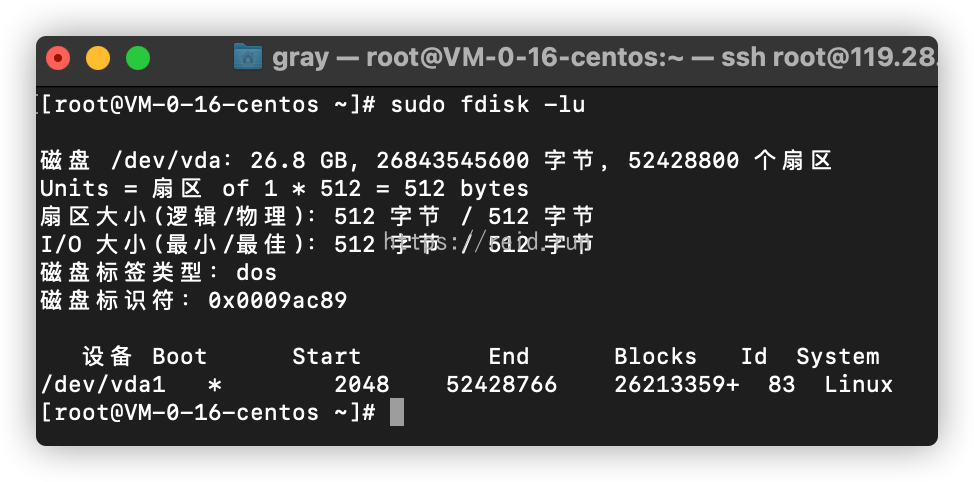 gray — root@VM-0-16-centos:~ — ssh root@119.28.
[[root@VM-0-16-centos ~]# sudo fdisk -lu
磁盘 /dev/vda: 26.8 GB, 26843545600 字节, 52428800 个扇区
Units = 扇区 of 1 * 512 = 512 bytes
扇区大小(逻辑/物理): 512 字节 / 512 字节
I/O 大小(最小/最佳): 512 字节 / 512 字节
https://reid.run
磁盘标签类型: dos
磁盘标识符: 0x0009ac89
设备 Boot Start End Blocks Id System
/dev/vda1 * 2048 52428766 26213359+ 83 Linux
[root@VM-0-16-centos ~]#